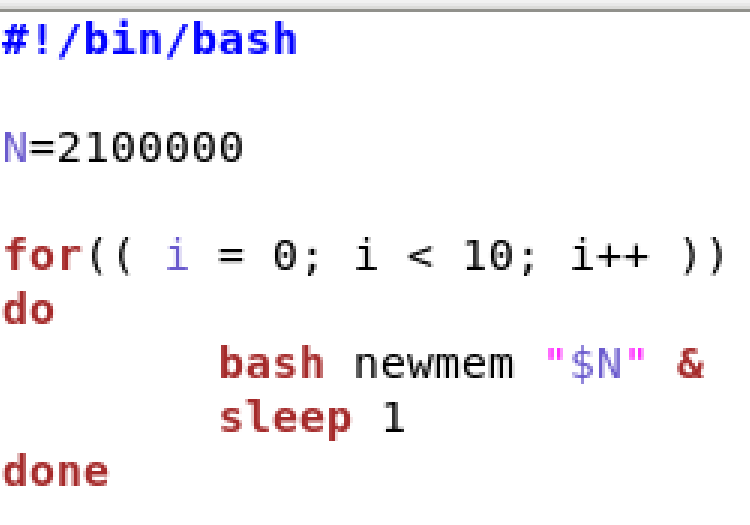 #!/bin/bash
N=2100000
for(( i = 0; i < 10; i++ ))
do
bash newmem "$N" &
sleep 1
done